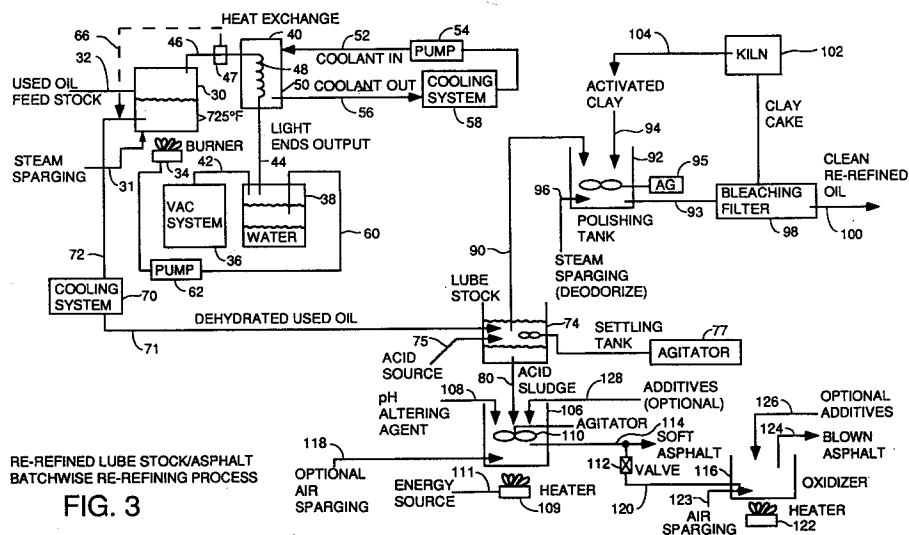 HEAT EXCHANGE
66
46
40
52
54
104
KILN
102
32
47
48
COOLANT IN
PUMP
USED OIL
FEED STOCK
30
50
COOLANT OUT
COOLING
SYSTEM
ACTIVATED
CLAY
725°F
56
58
CLAY
CAKE
BURNER
LIGHT
ENDS OUTPUT
94
92
95
CLEAN
RE-REFINED
OIL
STEAM
SPARGING
34
42
44
96
AG
31
38
BLEACHING
FILTER
VAC
SYSTEM
POLISHING
TANK
93
98
100
WATER
60
90
72
36
STEAM
SPARGING
(DEODORIZE)
PUMP
62
COOLING
SYSTEM
70
LUBE
STOCK
DEHYDRATED USED OIL
74
SETTLING
TANK
77
71
75
AGITATOR
ACID
SOURCE
80
ACID
SLUDGE
128
108
ADDITIVES
(OPTIONAL)
126
OPTIONAL
ADDITIVES
pH
ALTERING
AGENT
106
AGITATOR
114
124
118
110
SOFT
ASPHALT
BLOWN
ASPHALT
RE-REFINED LUBE STOCK/ASPHALT
BATCHWISE RE-REFINING PROCESS
OPTIONAL
AIR
SPARGING
112
VALVE
116
111
ENERGY
SOURCE
HEATER
109
120
123
OXIDIZER
FIG. 3
AIR
SPARGING
HEATER
122